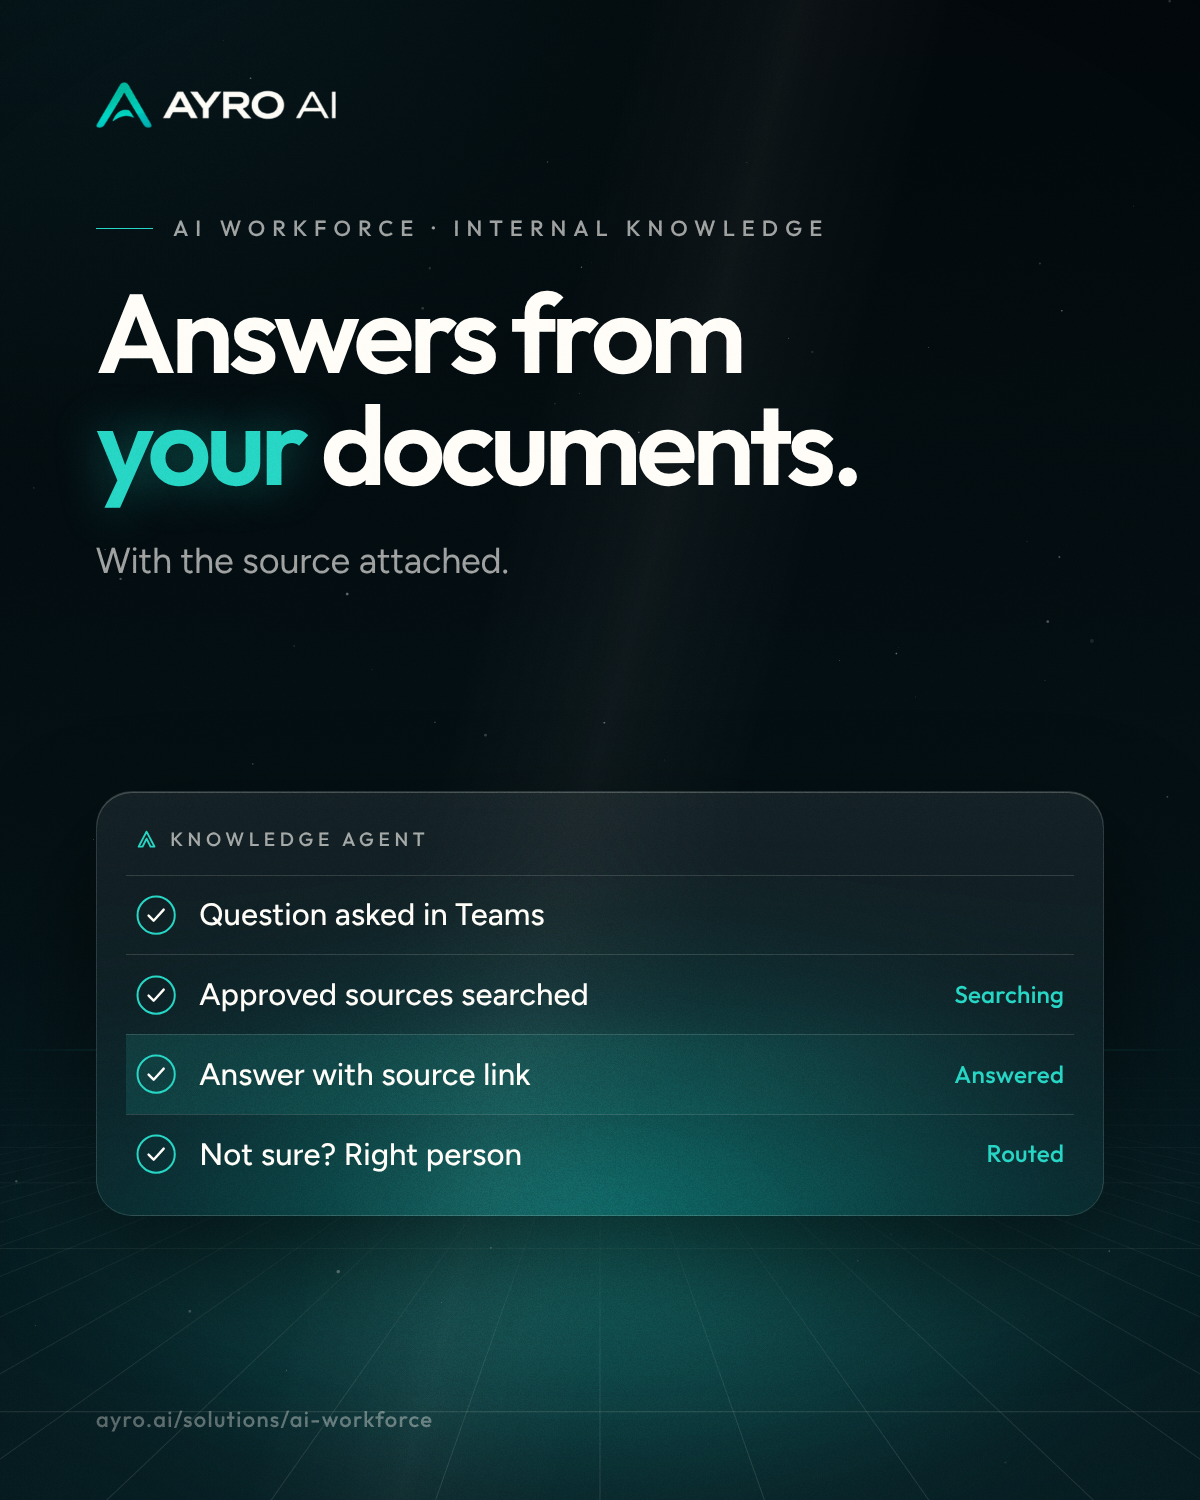 AYRO AI
AI WORKFORCE · INTERNAL KNOWLEDGE
Answers from
your documents.
With the source attached.
KNOWLEDGE AGENT
Question asked in Teams
Approved sources searched Searching
Answer with source link Answered
Not sure? Right person Routed
ayro.ai/solutions/ai-workforce